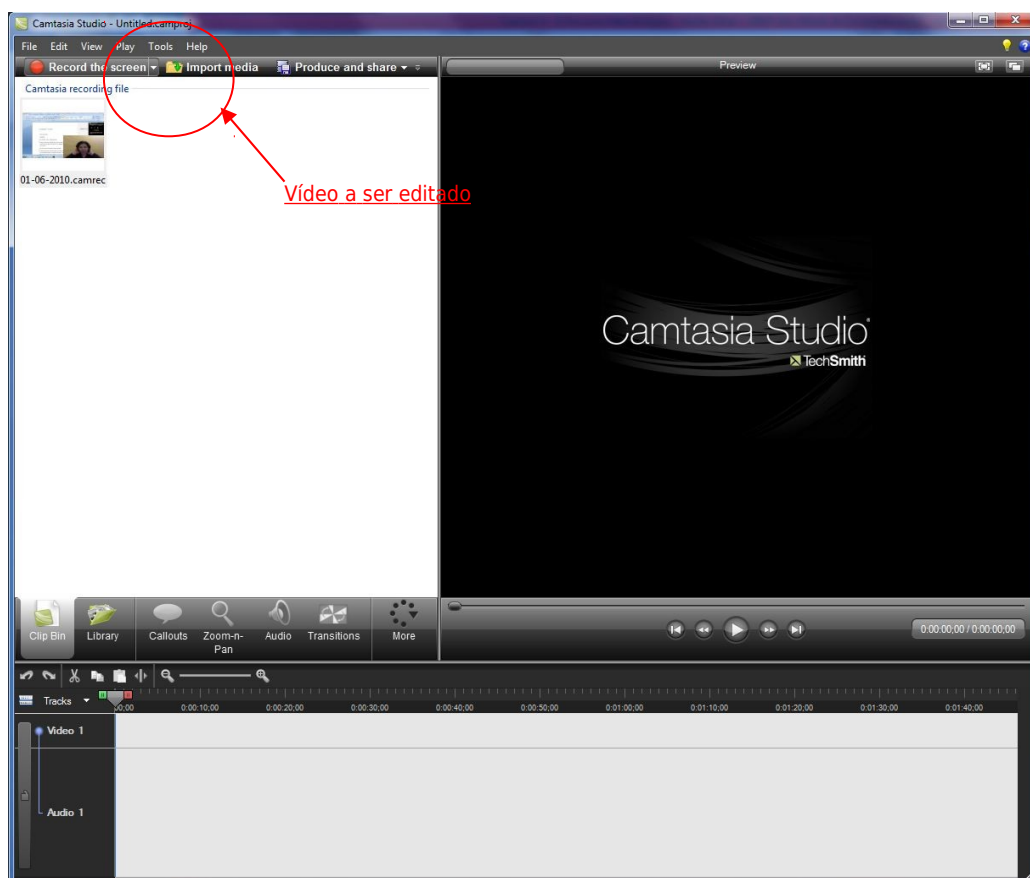 Camtasia Studio - Untitled.camproj
File Edit View Play Tools Help
Record the screen Import media Produce and share
Preview
Camtasia recording file
01-06-2010.camrec
Vídeo a ser editado
Camtasia Studio
TechSmith
Clip Bin Library Callouts Zoom-n-Pan Audio Transitions More
0:00:00;00 / 0:00:00;00
Tracks
00:00 0:00:10;00 0:00:20;00 0:00:30;00 0:00:40;00 0:00:50;00 0:01:00;00 0:01:10;00 0:01:20;00 0:01:30;00 0:01:40;00
Video 1
Audio 1